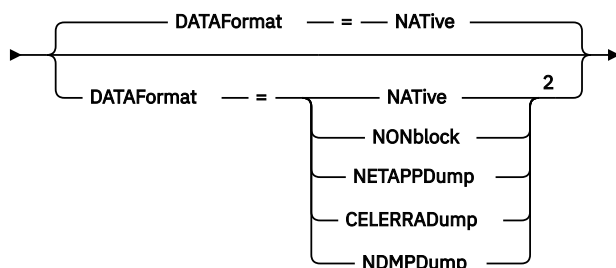 DATAFormat = NATive
DATAFormat = NATive 2
NONblock
NETAPPDump
CELERRADump
NDMPDump